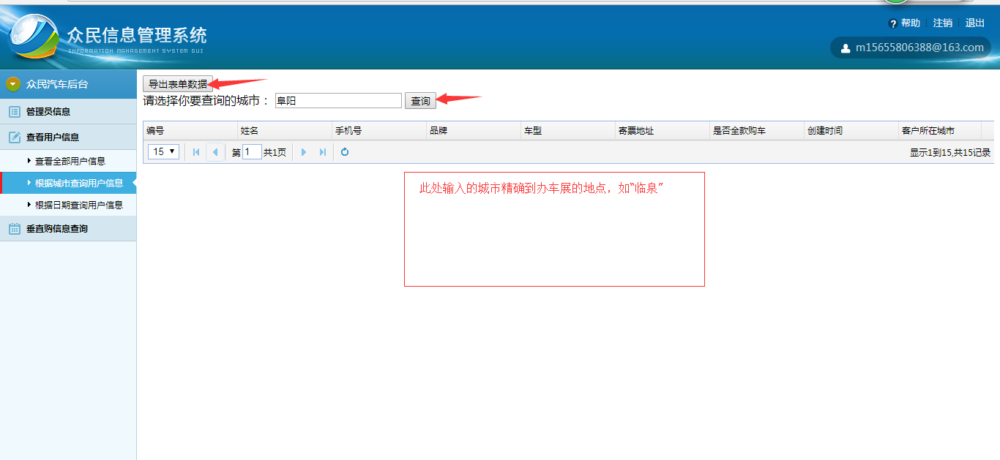 众民信息管理系统
INFORMATION MANAGEMENT SYSTEM GUI
? 帮助 注销 退出
m15655806388@163.com
众民汽车后台
管理员信息
查看用户信息
查看全部用户信息
根据城市查询用户信息
根据日期查询用户信息
垂直购信息查询
导出表单数据
请选择你要查询的城市： 阜阳 查询
编号 姓名 手机号 品牌 车型 寄票地址 是否全款购车 创建时间 客户所在城市
15 第 1 共1页 显示1到15,共15记录
此处输入的城市精确到办车展的地点，如“临泉”